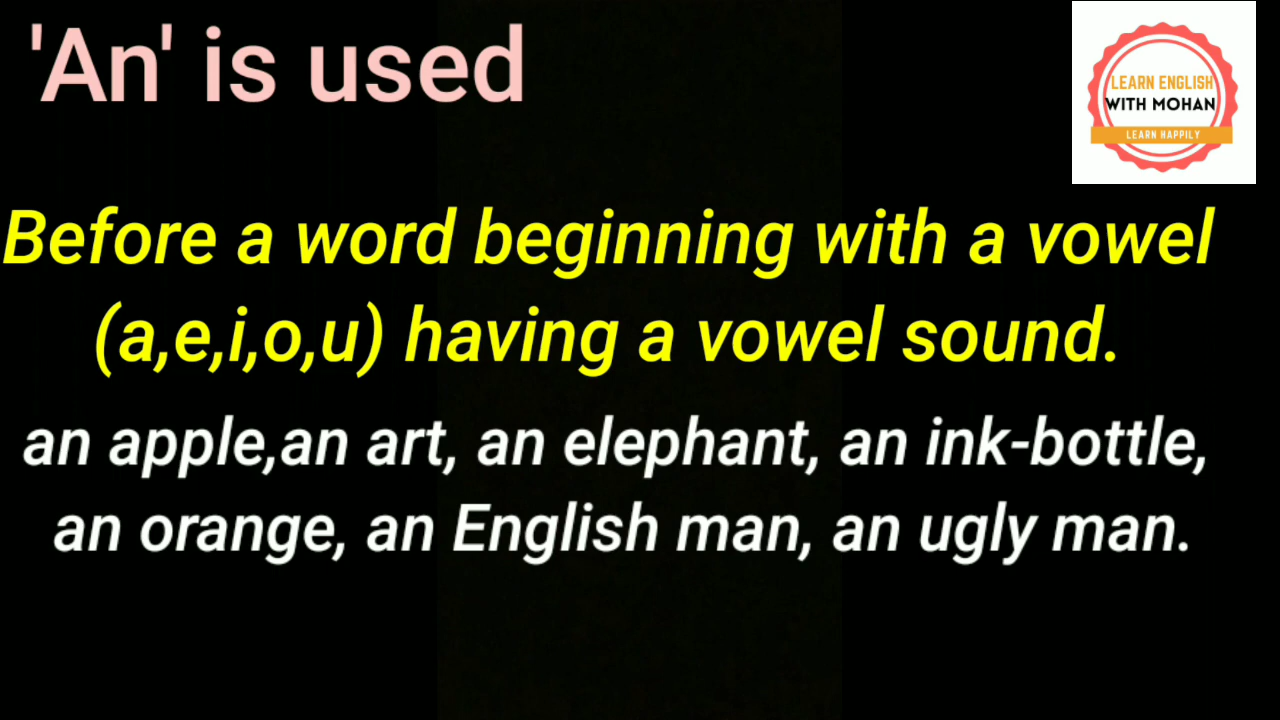 'An' is used
LEARN ENGLISH
WITH MOHAN
LEARN HAPPILY
Before a word beginning with a vowel
(a,e,i,o,u) having a vowel sound.
an apple,an art, an elephant, an ink-bottle,
an orange, an English man, an ugly man.